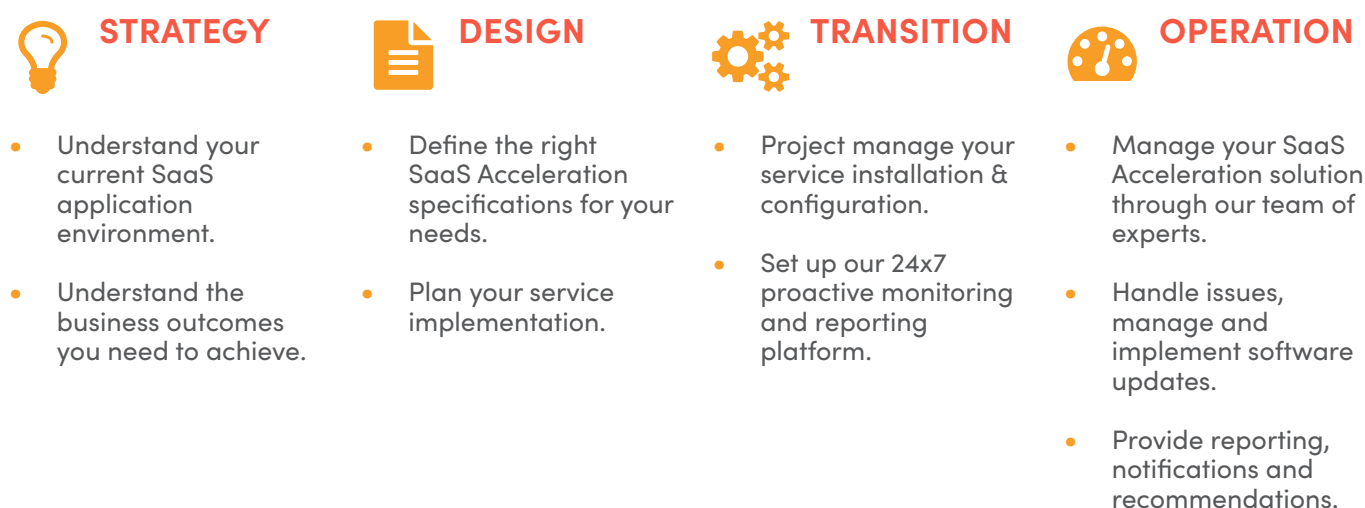 STRATEGY
• Understand your
current SaaS
application
environment.
• Understand the
business outcomes
you need to achieve.
DESIGN
• Define the right
SaaS Acceleration
specifications for your
needs.
• Plan your service
implementation.
TRANSITION
• Project manage your
service installation &
configuration.
• Set up our 24x7
proactive monitoring
and reporting
platform.
OPERATION
• Manage your SaaS
Acceleration solution
through our team of
experts.
• Handle issues,
manage and
implement software
updates.
• Provide reporting,
notifications and
recommendations.